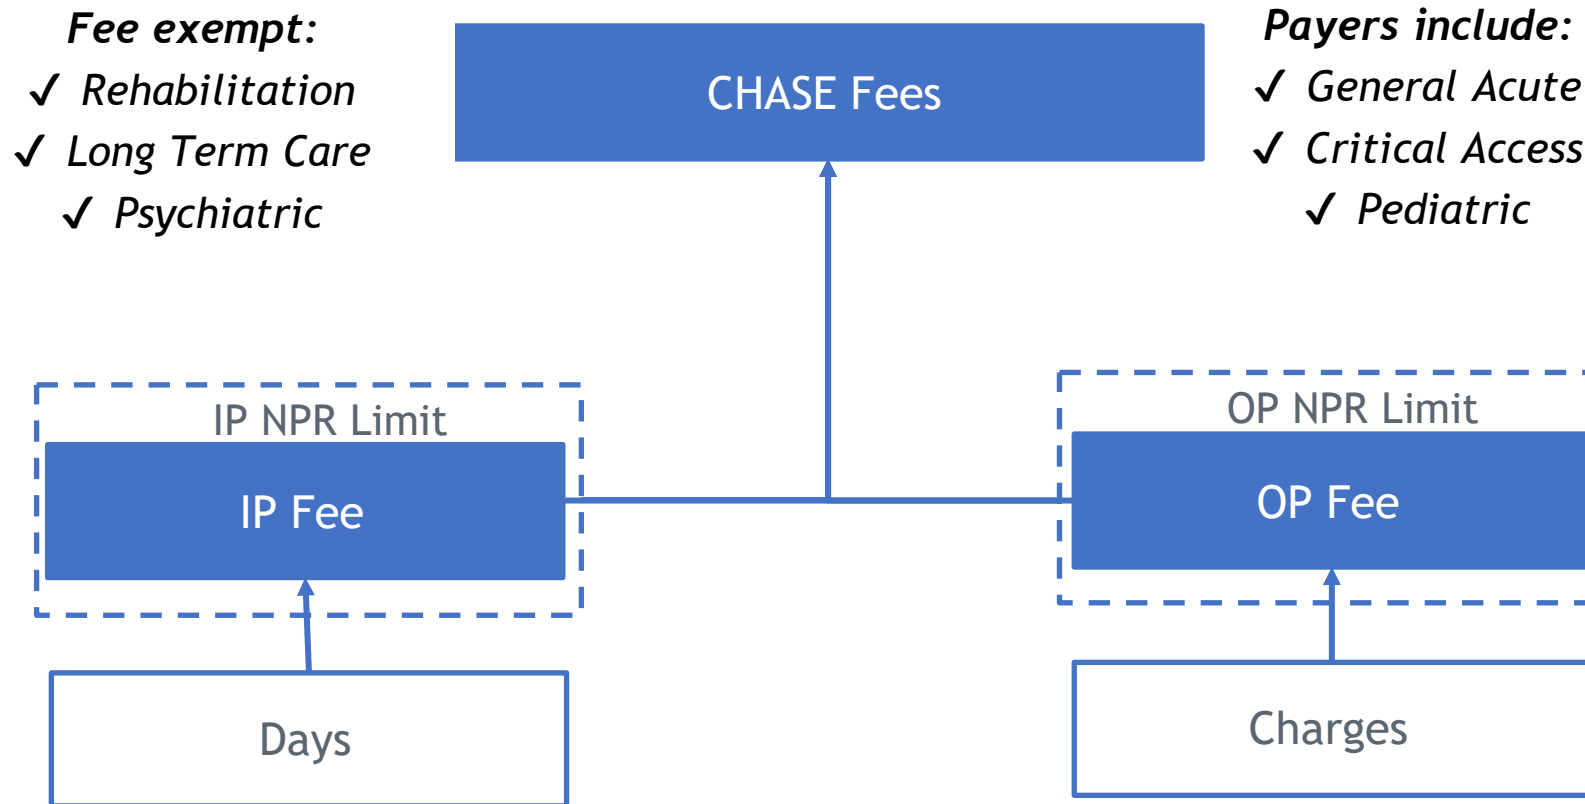 Fee exempt:
✓ Rehabilitation
✓ Long Term Care
✓ Psychiatric
CHASE Fees
Payers include:
✓ General Acute
✓ Critical Access
✓ Pediatric
IP NPR Limit
IP Fee
Days
OP NPR Limit
OP Fee
Charges